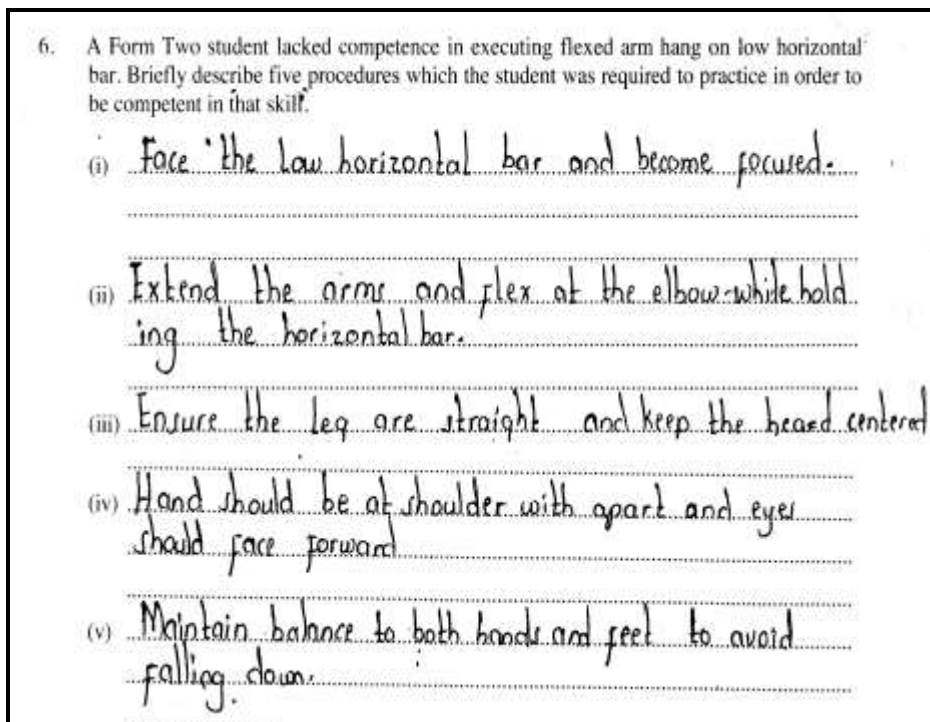 6. A Form Two student lacked competence in executing flexed arm hang on low horizontal
bar. Briefly describe five procedures which the student was required to practice in order to
be competent in that skill.
(i) Face the Low horizontal bar and become focused.
(ii) Extend the arms and flex at the elbow-while hold
ing the horizontal bar.
(iii) Ensure the leg are straight and keep the heard centered
(iv) Hand should be at shoulder with apart and eyes
should face forward
(v) Maintain balance to both hands and feet to avoid
falling down.